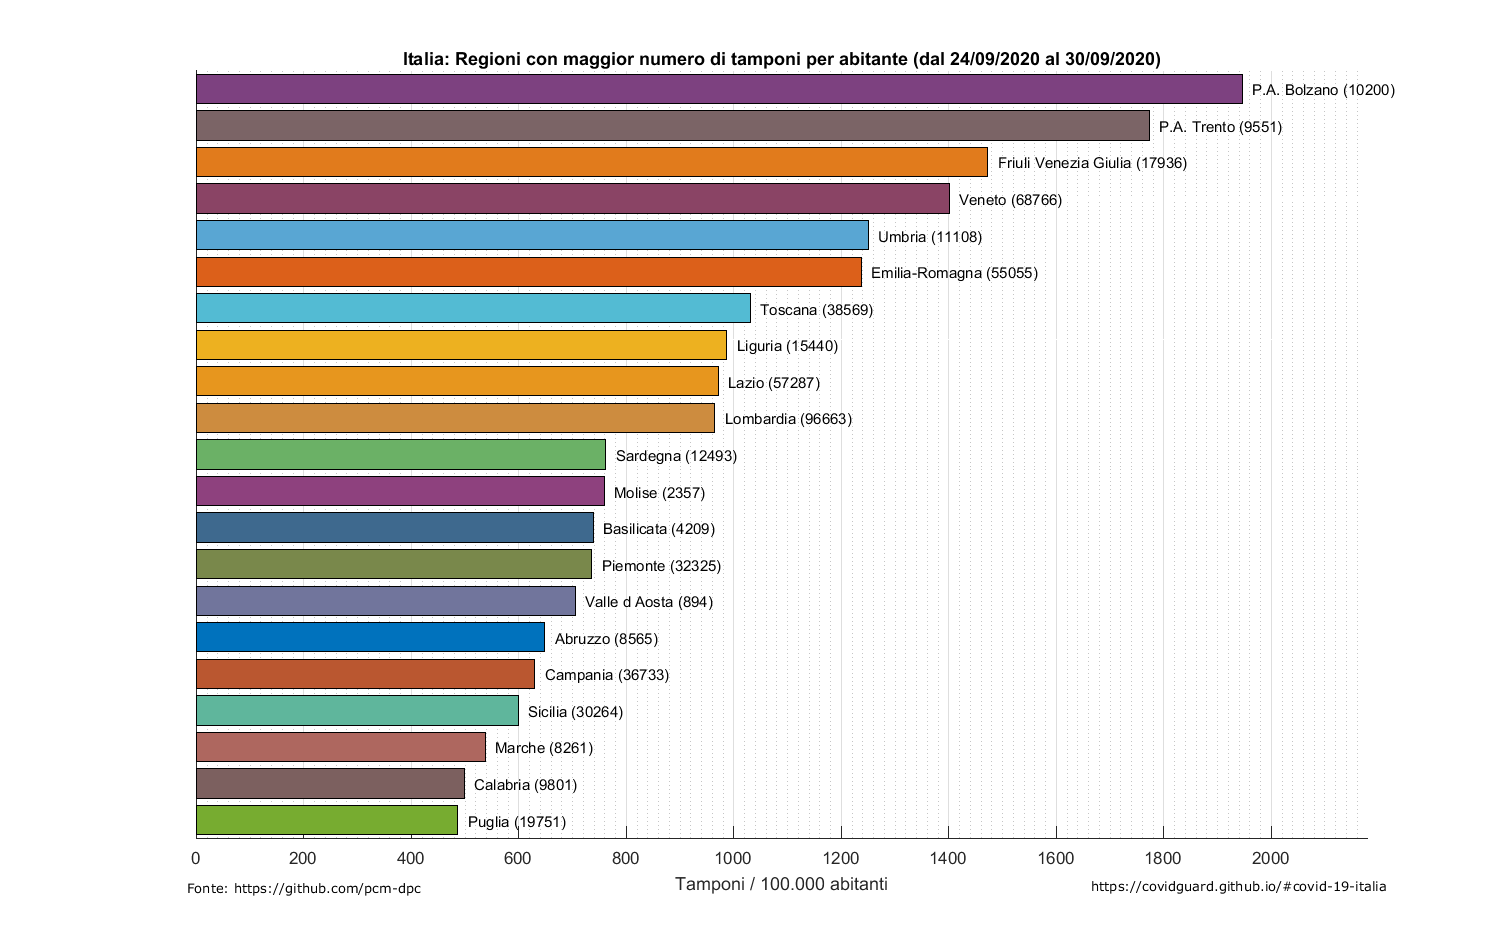 Italia: Regioni con maggior numero di tamponi per abitante (dal 24/09/2020 al 30/09/2020)
P.A. Bolzano (10200)
P.A. Trento (9551)
Friuli Venezia Giulia (17936)
Veneto (68766)
Umbria (11108)
Emilia-Romagna (55055)
Toscana (38569)
Liguria (15440)
Lazio (57287)
Lombardia (96663)
Sardegna (12493)
Molise (2357)
Basilicata (4209)
Piemonte (32325)
Valle d Aosta (894)
Abruzzo (8565)
Campania (36733)
Sicilia (30264)
Marche (8261)
Calabria (9801)
Puglia (19751)
0 200 400 600 800 1000 1200 1400 1600 1800 2000
Tamponi / 100.000 abitanti
Fonte: https://github.com/pcm-dpc
https://covidguard.github.io/#covid-19-italia